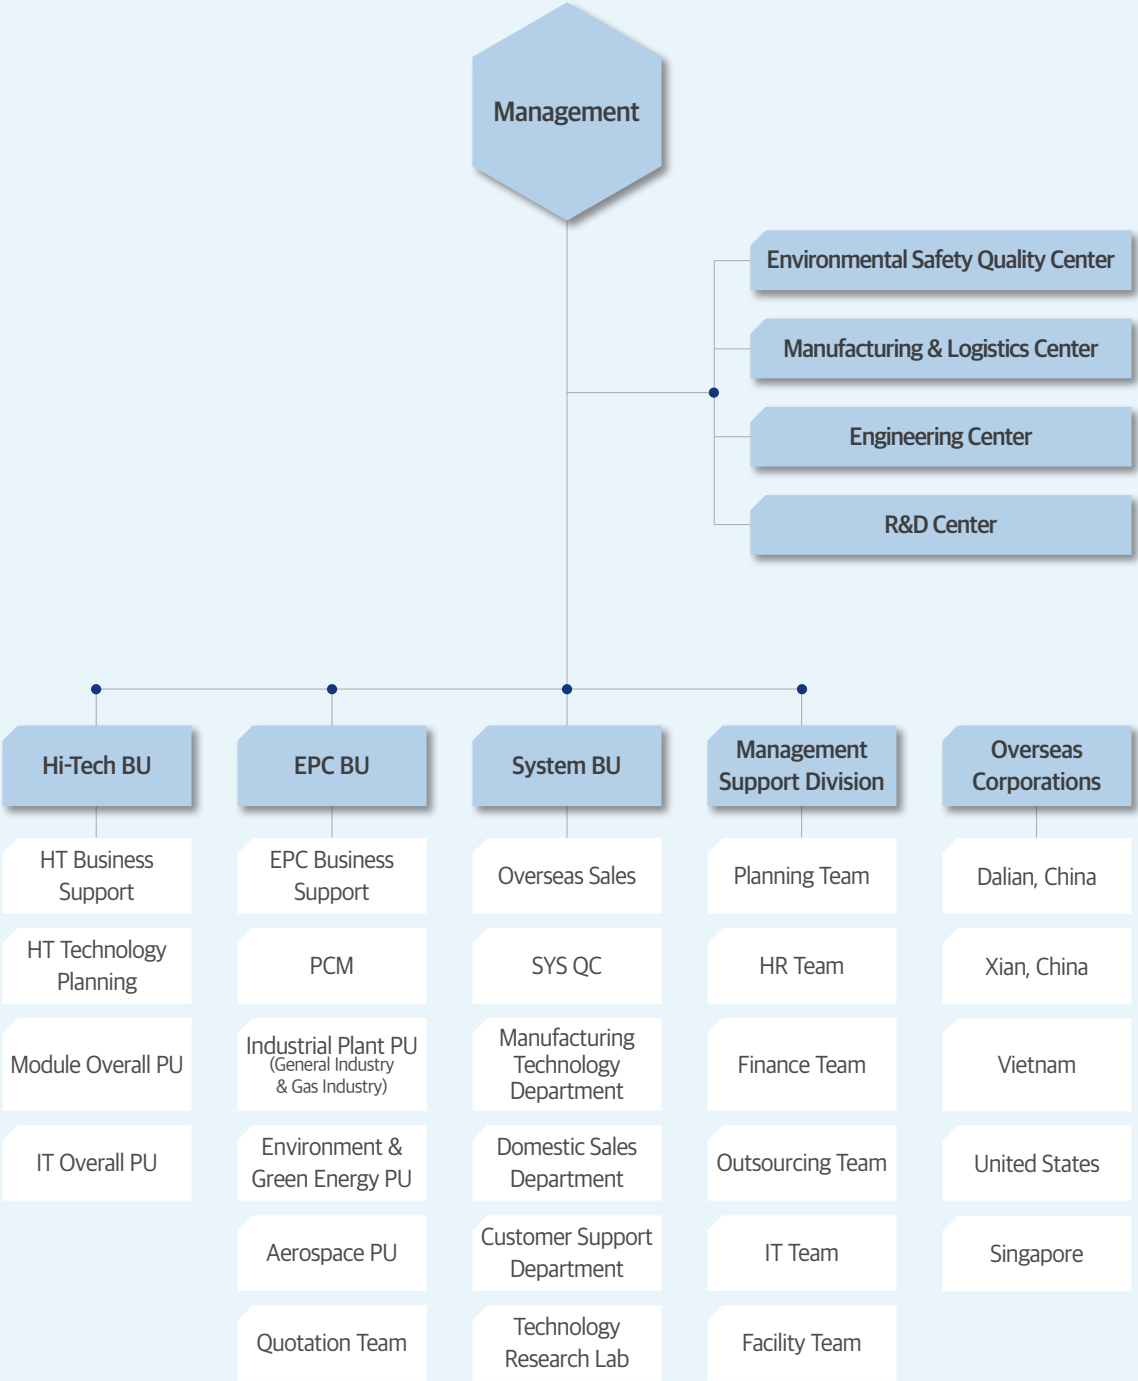 Management
Environmental Safety Quality Center
Manufacturing & Logistics Center
Engineering Center
R&D Center
Hi-Tech BU
HT Business
Support
HT Technology
Planning
Module Overall PU
IT Overall PU
EPC BU
EPC Business
Support
PCM
Industrial Plant PU
(General Industry
& Gas Industry)
Environment &
Green Energy PU
Aerospace PU
Quotation Team
System BU
Overseas Sales
SYS QC
Manufacturing
Technology
Department
Domestic Sales
Department
Customer Support
Department
Technology
Research Lab
Management
Support Division
Planning Team
HR Team
Finance Team
Outsourcing Team
IT Team
Facility Team
Overseas
Corporations
Dalian, China
Xian, China
Vietnam
United States
Singapore